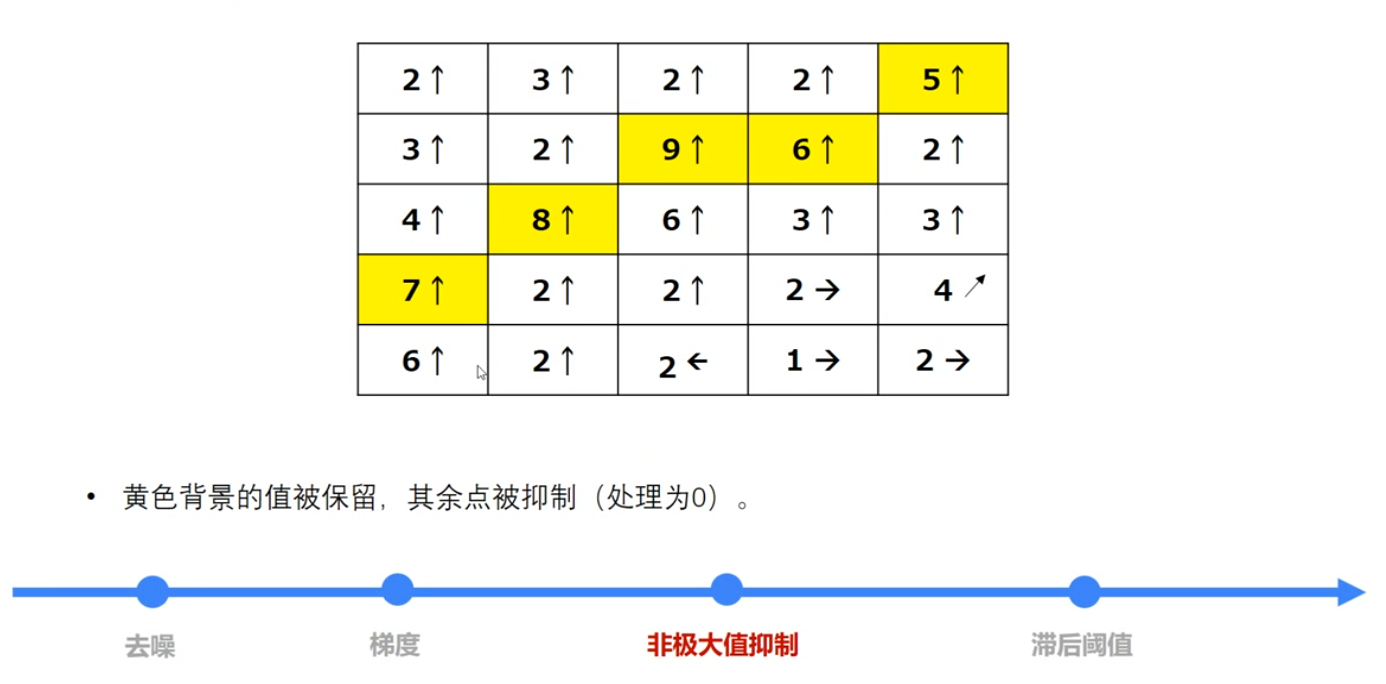 2↑ 3↑ 2↑ 2↑ 5↑
3↑ 2↑ 9↑ 6↑ 2↑
4↑ 8↑ 6↑ 3↑ 3↑
7↑ 2↑ 2↑ 2→ 4↗
6↑ 2↑ 2← 1→ 2→
• 黄色背景的值被保留，其余点被抑制（处理为0）。
去噪 梯度 非极大值抑制 滞后阈值